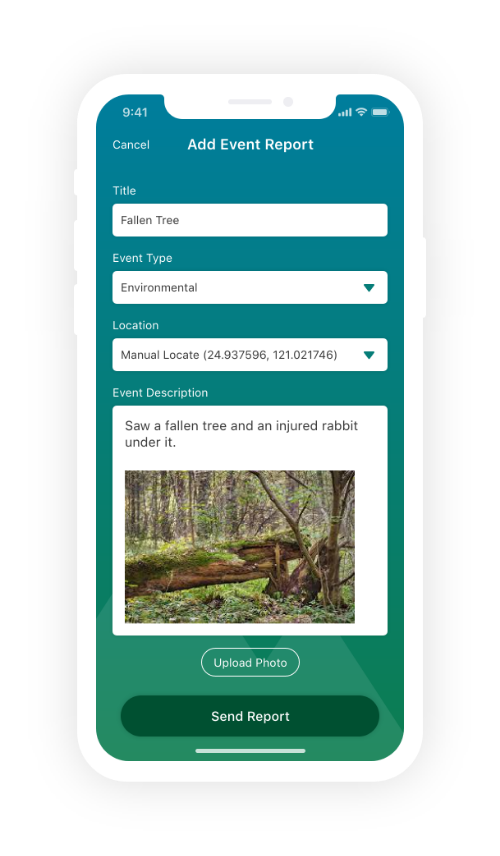 9:41
Cancel
Add Event Report
Title
Fallen Tree
Event Type
Environmental
Location
Manual Locate (24.937596, 121.021746)
Event Description
Saw a fallen tree and an injured rabbit
under it.
Upload Photo
Send Report